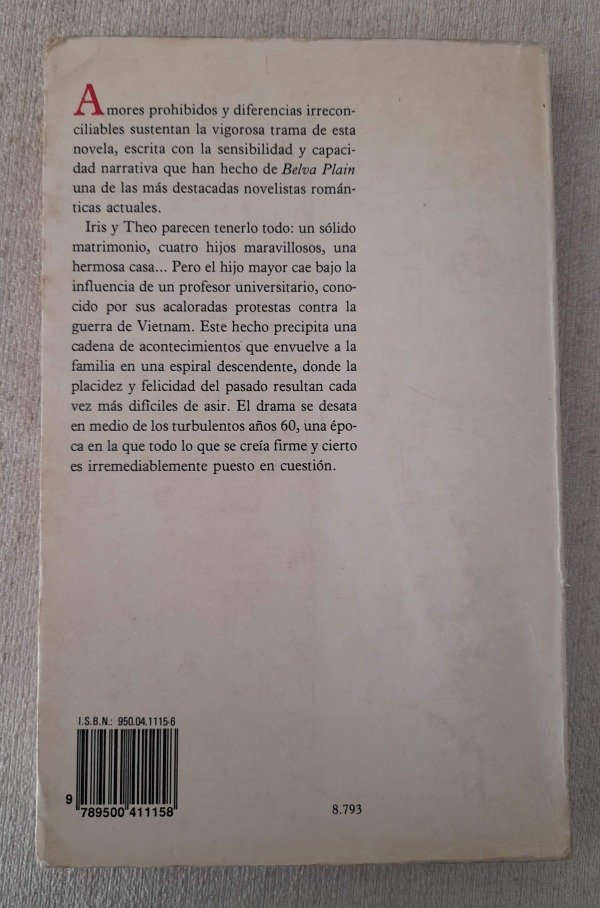 Amores prohibidos y diferencias irrecon-
ciliables sustentan la vigorosa trama de esta
novela, escrita con la sensibilidad y capaci-
dad narrativa que han hecho de Belva Plain
una de las más destacadas novelistas román-
ticas actuales.
Iris y Theo parecen tenerlo todo: un sólido
matrimonio, cuatro hijos maravillosos, una
hermosa casa... Pero el hijo mayor cae bajo la
influencia de un profesor universitario, cono-
cido por sus acaloradas protestas contra la
guerra de Vietnam. Este hecho precipita una
cadena de acontecimientos que envuelve a la
familia en una espiral descendente, donde la
placidez y felicidad del pasado resultan cada
vez más difíciles de asir. El drama se desata
en medio de los turbulentos años 60, una épo-
ca en la que todo lo que se creía firme y cierto
es irremediablemente puesto en cuestión.
I.S.B.N.: 950.04.1115-6
9 789500 411158
8.793